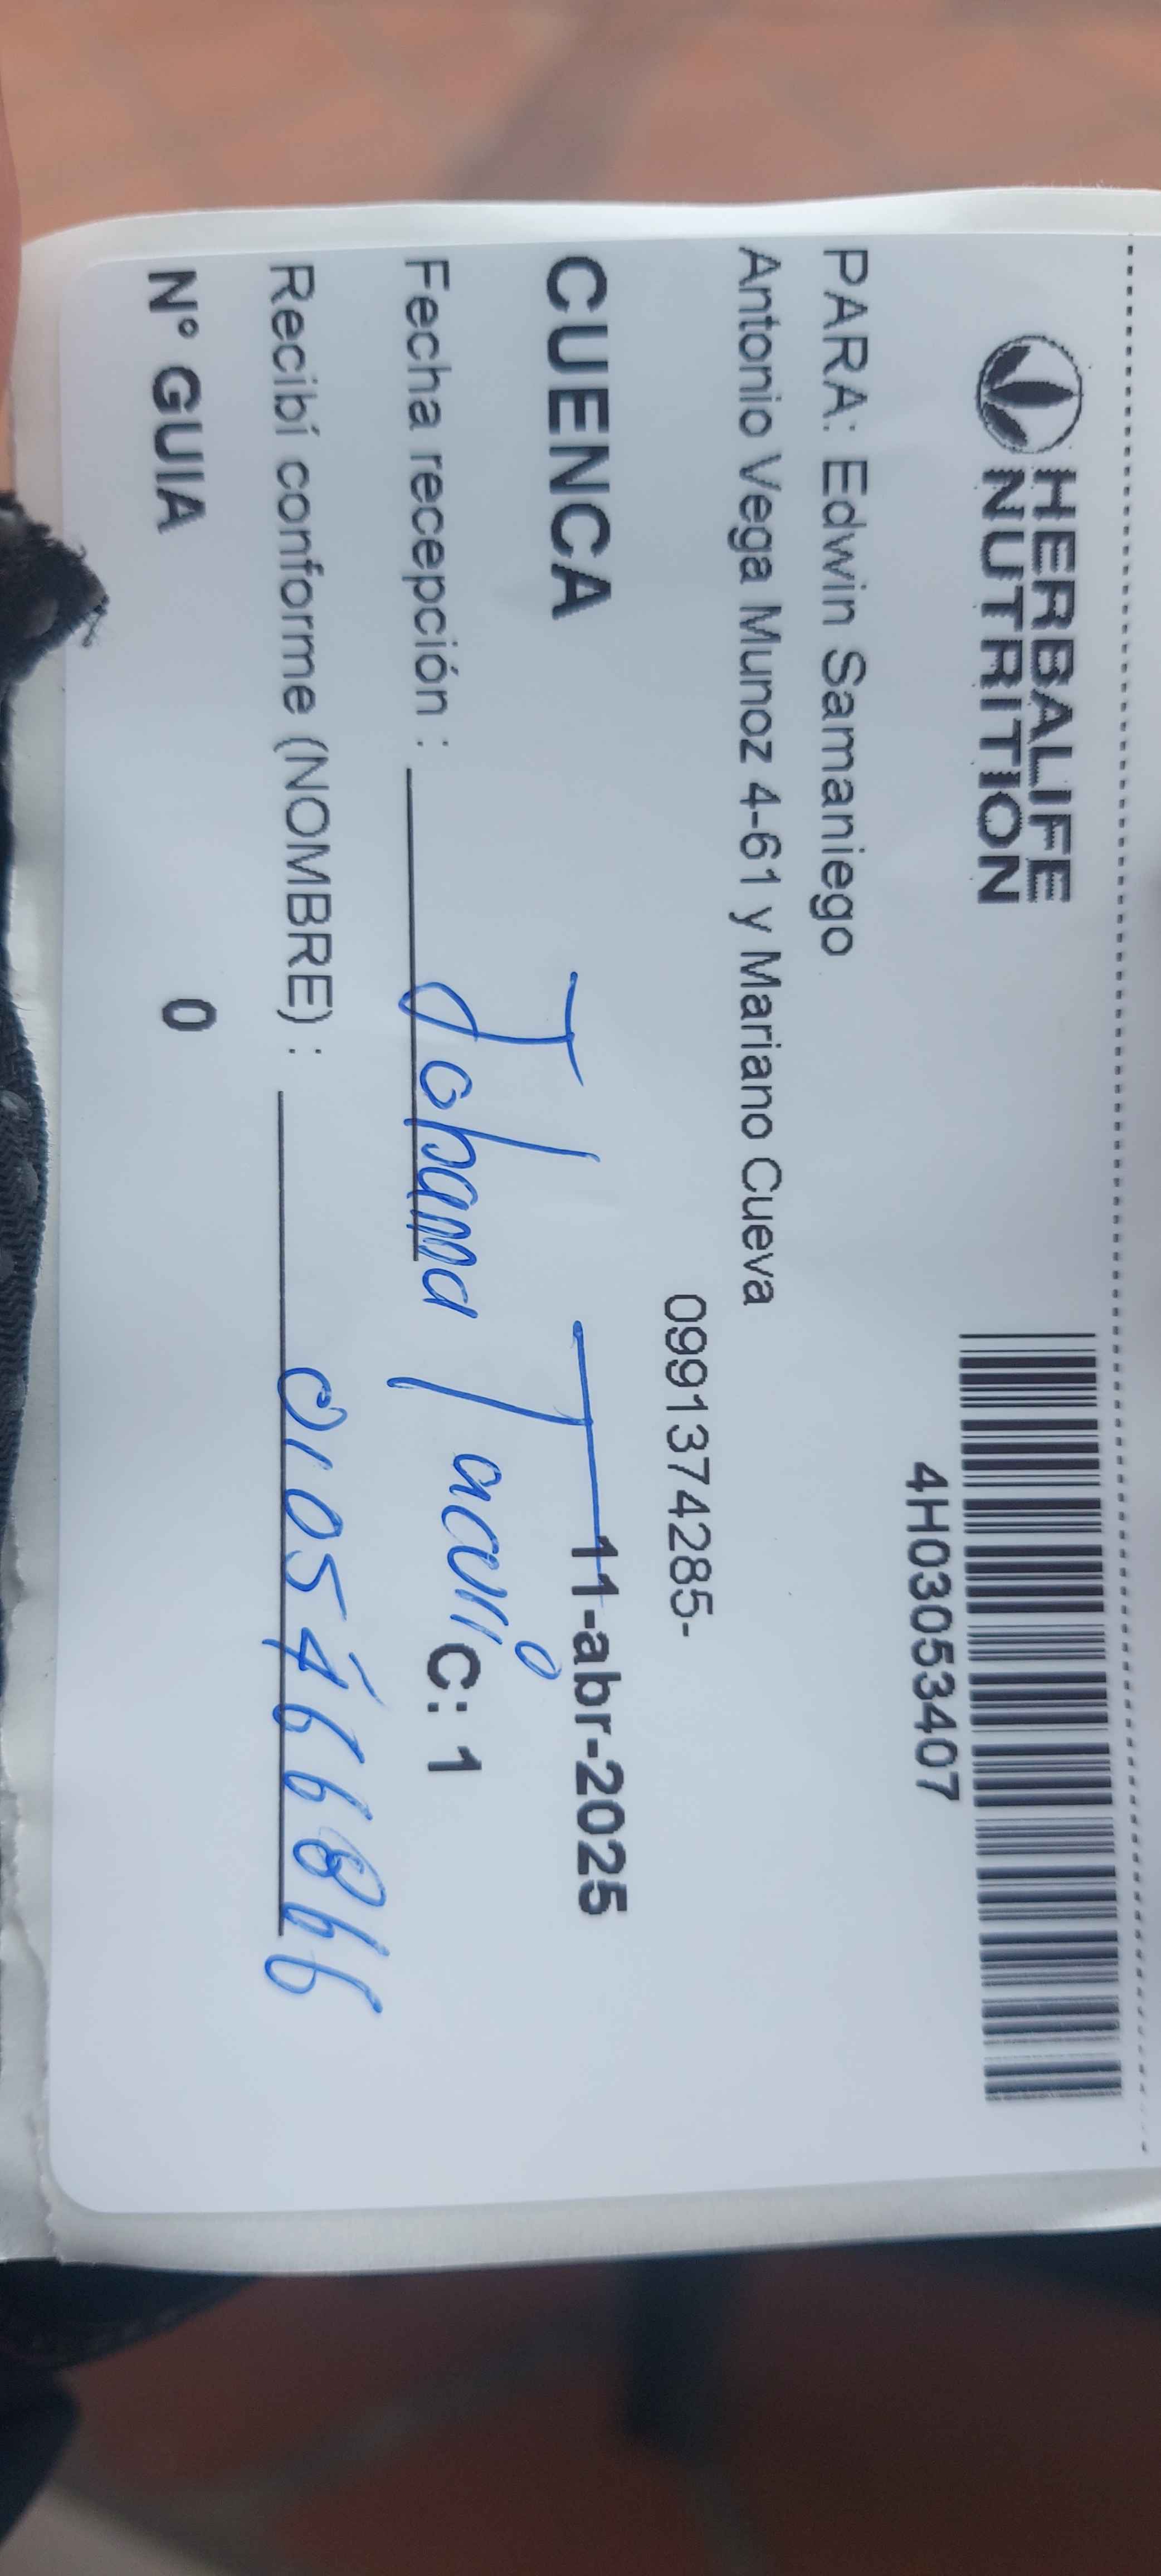 HERBALIFE
NUTRITION
4H03053407
PARA: Edwin Samaniego
Antonio Vega Munoz 4-61 y Mariano Cueva
0991374285-
CUENCA 11-abr-2025
Fecha recepción : Johana Tacuri C: 1
Recibí conforme (NOMBRE) : 0105466866
N° GUIA 0